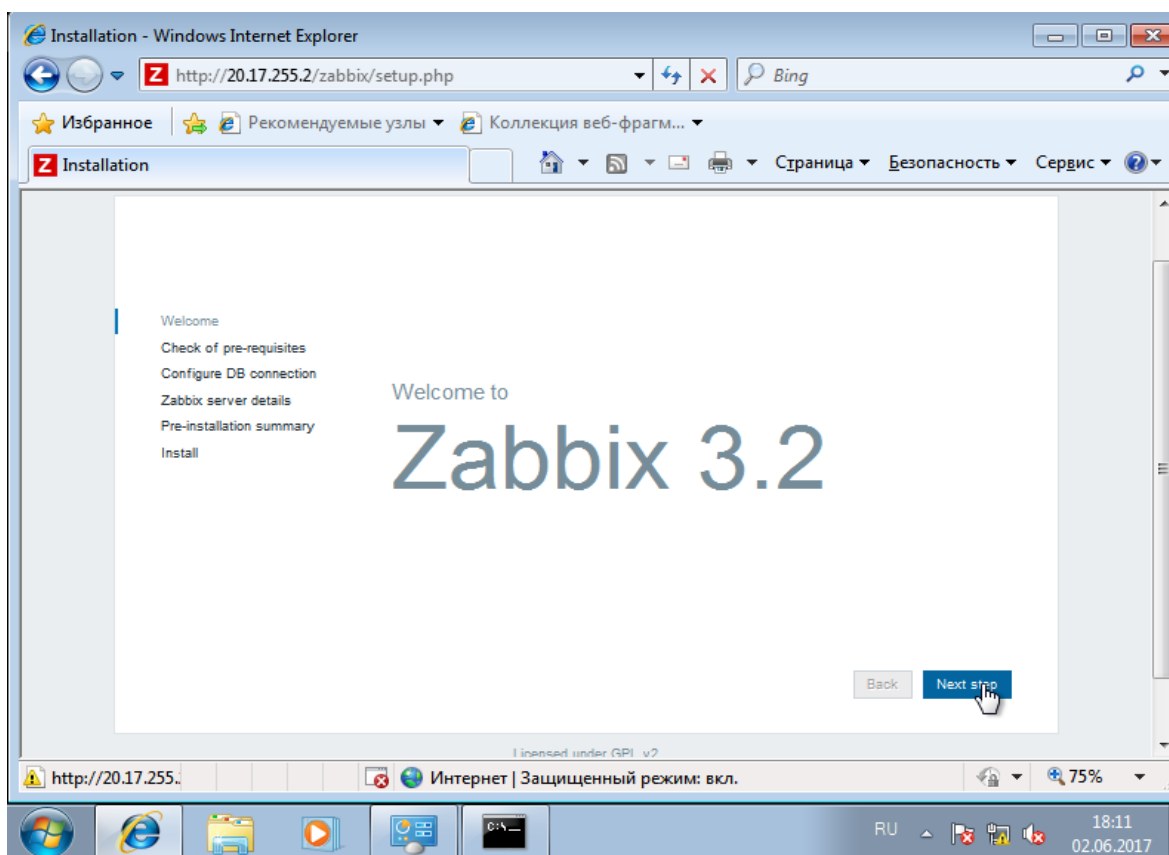 Installation - Windows Internet Explorer
http://20.17.255.2/zabbix/setup.php
Bing
Избранное
Рекомендуемые узлы
Коллекция веб-фрагм...
Z Installation
Страница
Безопасность
Сервис
Welcome
Check of pre-requisites
Configure DB connection
Zabbix server details
Pre-installation summary
Install
Welcome to
Zabbix 3.2
Back
Next step
Licensed under GPL v2
http://20.17.255.
Интернет | Защищенный режим: вкл.
75%
C:\
RU
18:11
02.06.2017